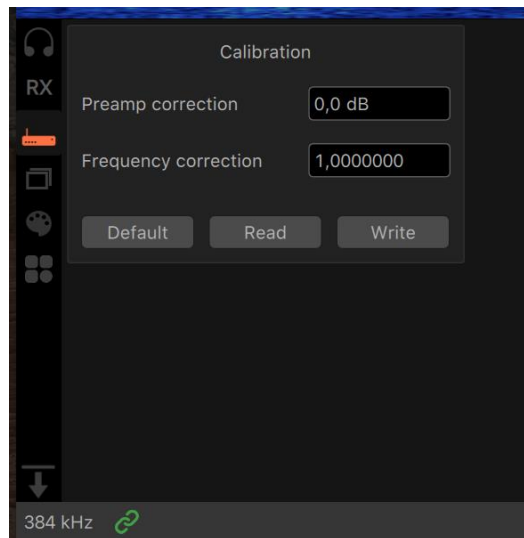 Calibration
RX
Preamp correction 0,0 dB
Frequency correction 1,0000000
Default Read Write
384 kHz